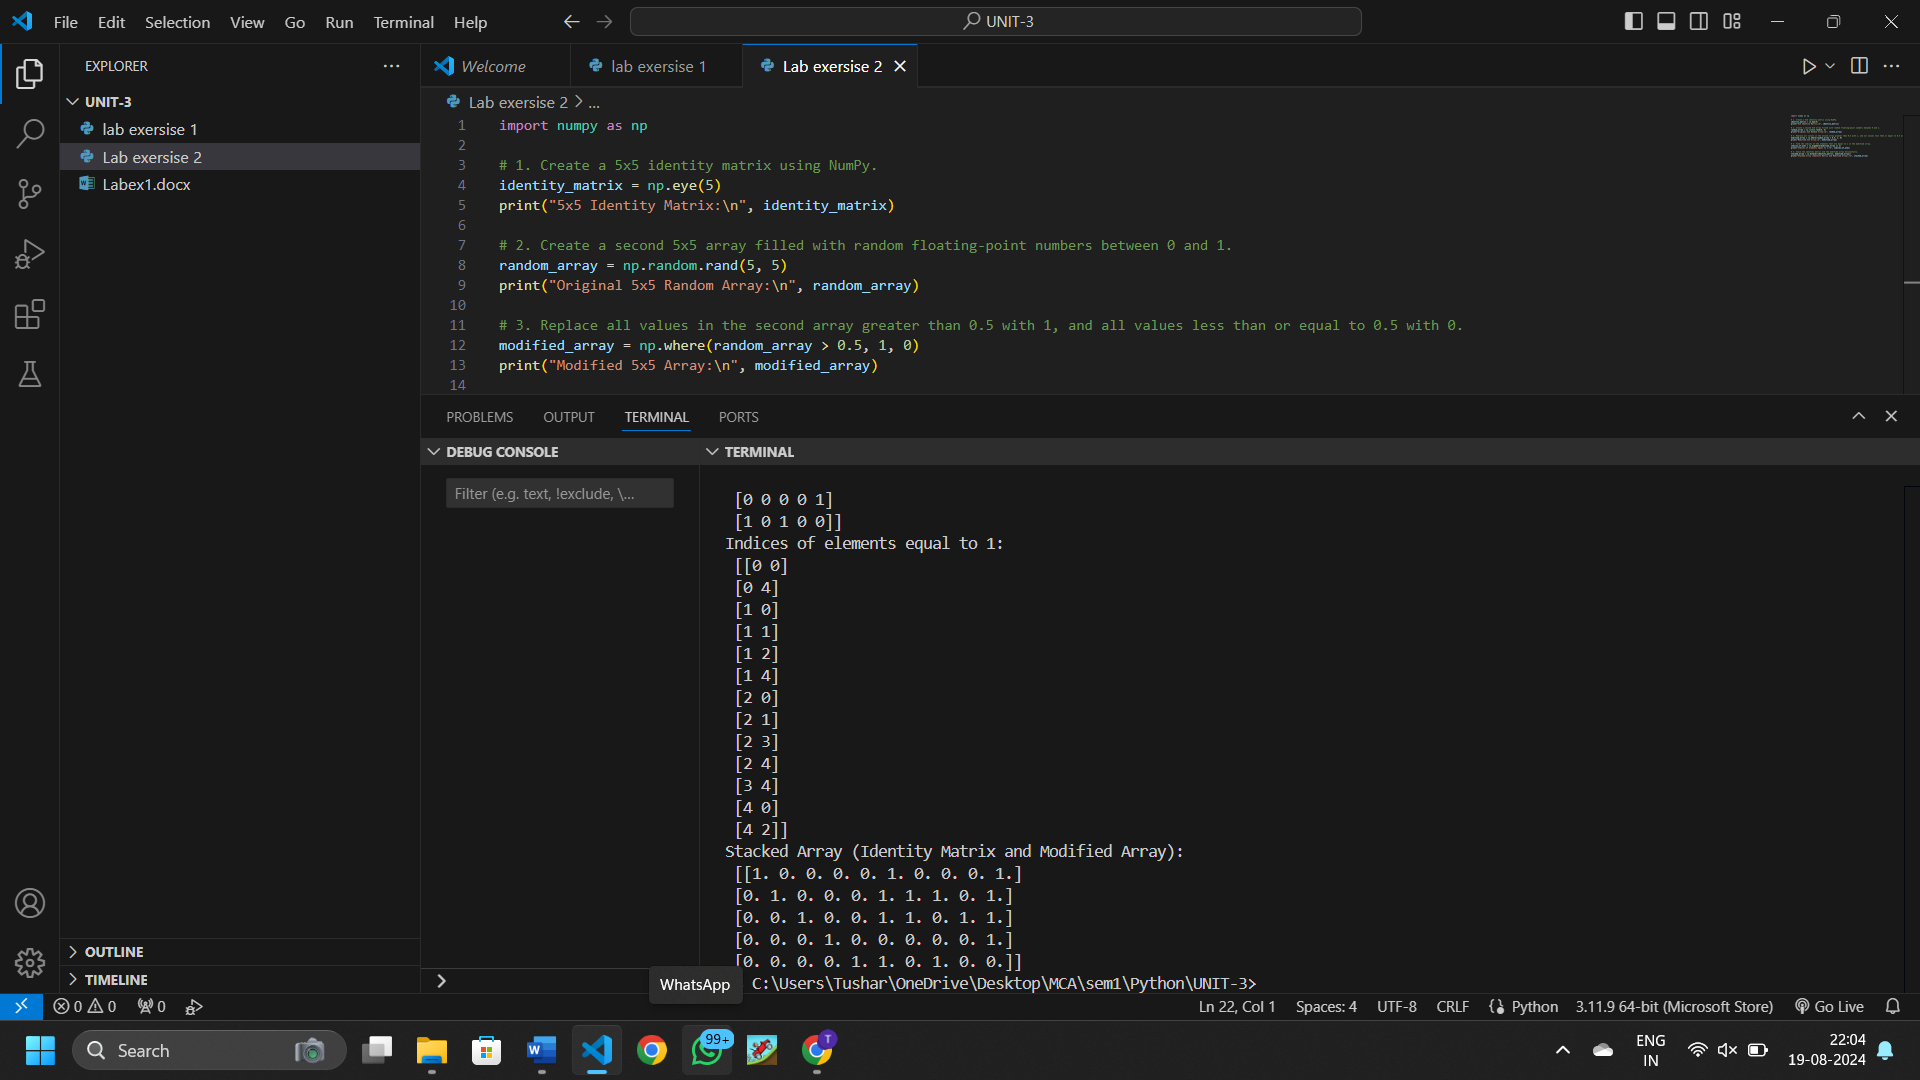 File Edit Selection View Go Run Terminal Help
UNIT-3
EXPLORER
UNIT-3
lab exersise 1
Lab exersise 2
Labex1.docx
OUTLINE
TIMELINE
Welcome
lab exersise 1
Lab exersise 2
Lab exersise 2 > ...
1 import numpy as np
2
3 # 1. Create a 5x5 identity matrix using NumPy.
4 identity_matrix = np.eye(5)
5 print("5x5 Identity Matrix:\n", identity_matrix)
6
7 # 2. Create a second 5x5 array filled with random floating-point numbers between 0 and 1.
8 random_array = np.random.rand(5, 5)
9 print("Original 5x5 Random Array:\n", random_array)
10
11 # 3. Replace all values in the second array greater than 0.5 with 1, and all values less than or equal to 0.5 with 0.
12 modified_array = np.where(random_array > 0.5, 1, 0)
13 print("Modified 5x5 Array:\n", modified_array)
14
PROBLEMS OUTPUT TERMINAL PORTS
DEBUG CONSOLE
Filter (e.g. text, !exclude, \...
TERMINAL
[0 0 0 0 1]
[1 0 1 0 0]]
Indices of elements equal to 1:
[[0 0]
[0 4]
[1 0]
[1 1]
[1 2]
[1 4]
[2 0]
[2 1]
[2 3]
[2 4]
[3 4]
[4 0]
[4 2]]
Stacked Array (Identity Matrix and Modified Array):
[[1. 0. 0. 0. 0. 1. 0. 0. 0. 1.]
[0. 1. 0. 0. 0. 1. 1. 1. 0. 1.]
[0. 0. 1. 0. 0. 1. 1. 0. 1. 1.]
[0. 0. 0. 1. 0. 0. 0. 0. 0. 1.]
[0. 0. 0. 0. 1. 1. 0. 1. 0. 0.]]
C:\Users\Tushar\OneDrive\Desktop\MCA\sem1\Python\UNIT-3>
WhatsApp
0 0 0
Ln 22, Col 1 Spaces: 4 UTF-8 CRLF Python 3.11.9 64-bit (Microsoft Store) Go Live
Search
99+
T
ENG
IN
22:04
19-08-2024